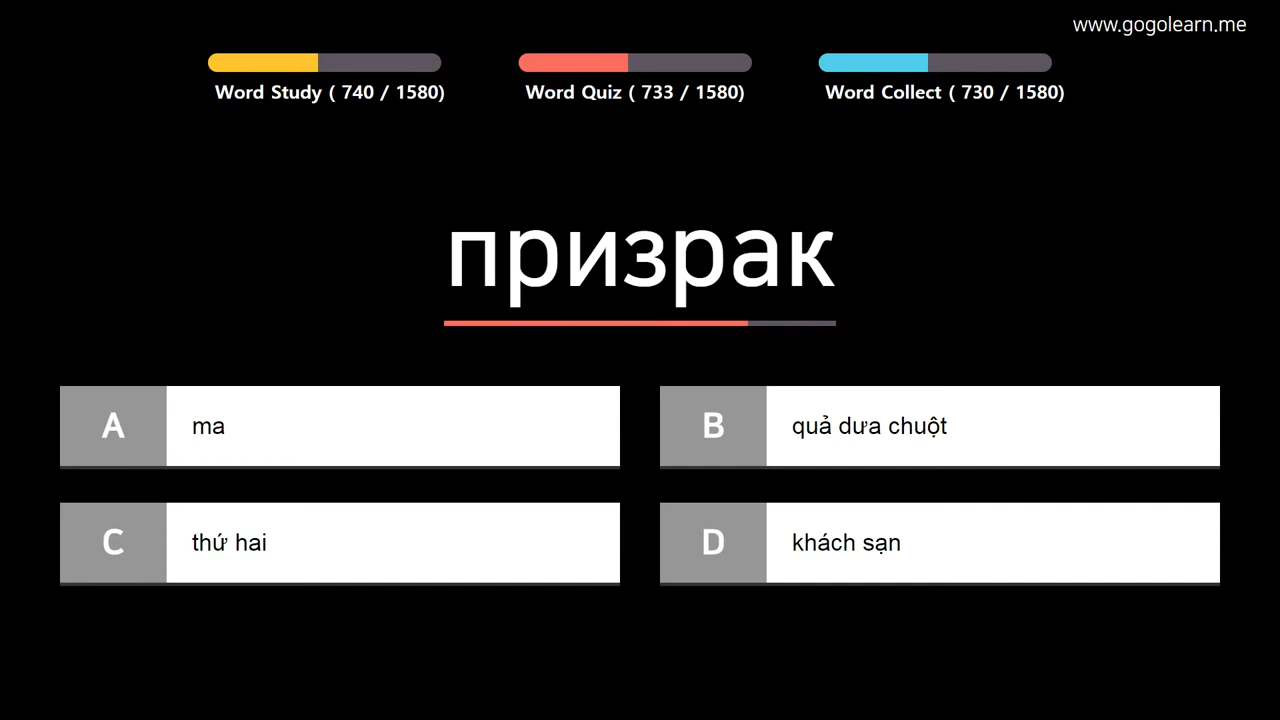 www.gogolearn.me
Word Study ( 740 / 1580)
Word Quiz ( 733 / 1580)
Word Collect ( 730 / 1580)
призрак
A
ma
B
quả dưa chuột
C
thứ hai
D
khách sạn